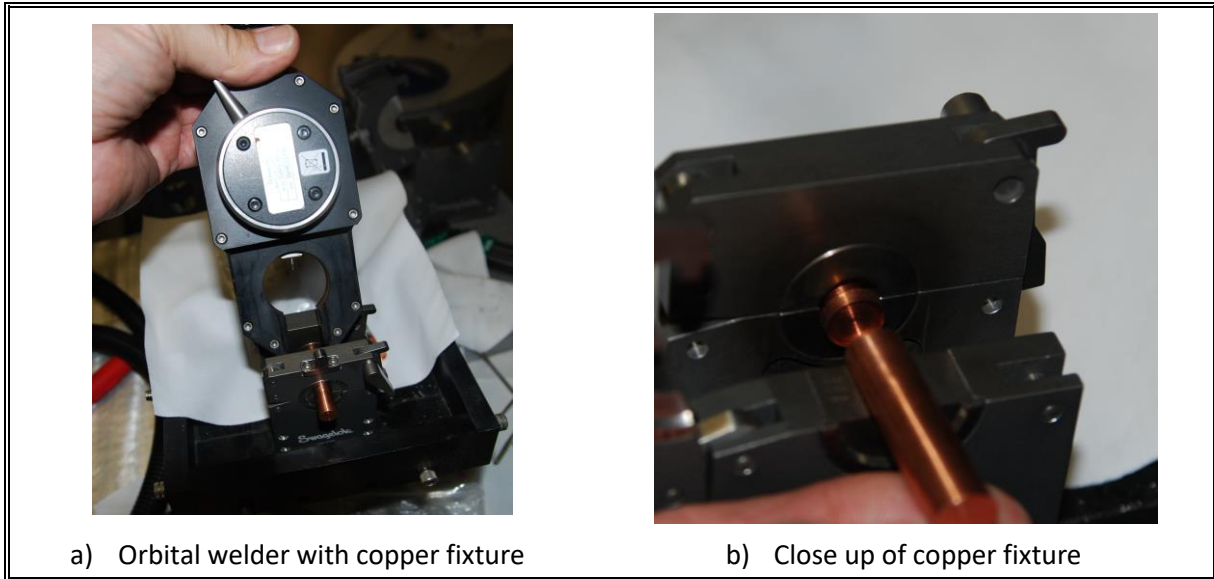 Swagelok
a) Orbital welder with copper fixture
b) Close up of copper fixture